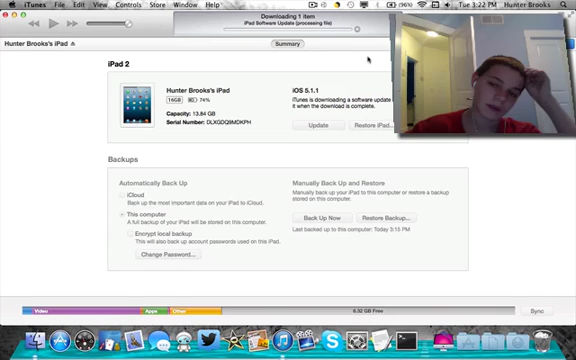 iTunes File Edit View Controls Store Window Help
(96%) Tue 3:22 PM Hunter Brooks
Downloading 1 item
iPad Software Update (processing file)
Hunter Brooks's iPad
Summary
iPad 2
Hunter Brooks's iPad
16GB 74%
Capacity: 13.84 GB
Serial Number: DLXGDQ9MDKPH
iOS 5.1.1
iTunes is downloading a software update
it when the download is complete.
Update
Restore iPad...
Backups
Automatically Back Up
iCloud
Back up the most important data on your iPad to iCloud.
This computer
A full backup of your iPad will be stored on this computer.
Encrypt local backup
This will also back up account passwords used on this iPad.
Change Password...
Manually Back Up and Restore
Manually back up your iPad to this computer or restore a backup
stored on this computer.
Back Up Now
Restore Backup...
Last backed up to this computer: Today 3:15 PM
Video
Apps
Other
8.32 GB Free
Sync